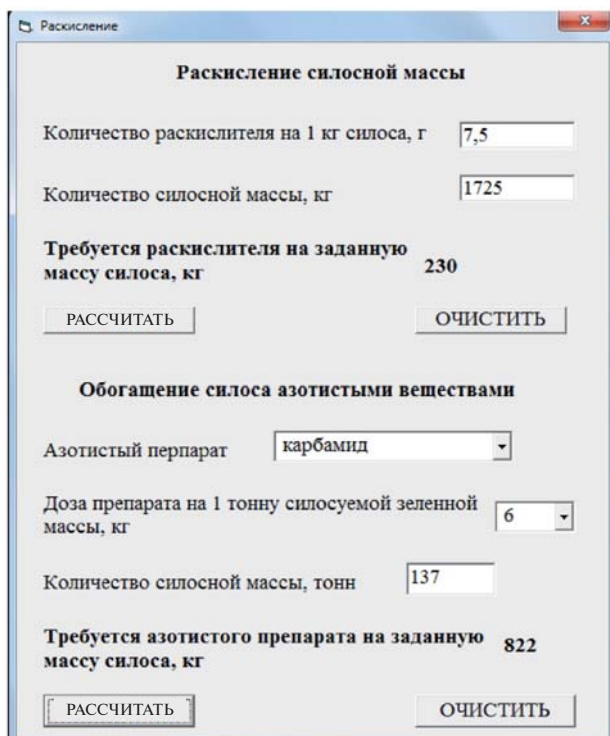 Раскисление
Раскисление силосной массы
Количество раскислителя на 1 кг силоса, г 7,5
Количество силосной массы, кг 1725
Требуется раскислителя на заданную
массу силоса, кг 230
РАССЧИТАТЬ ОЧИСТИТЬ
Обогащение силоса азотистыми веществами
Азотистый перпарат карбамид
Доза препарата на 1 тонну силосуемой зеленной
массы, кг 6
Количество силосной массы, тонн 137
Требуется азотистого препарата на заданную
массу силоса, кг 822
РАССЧИТАТЬ ОЧИСТИТЬ